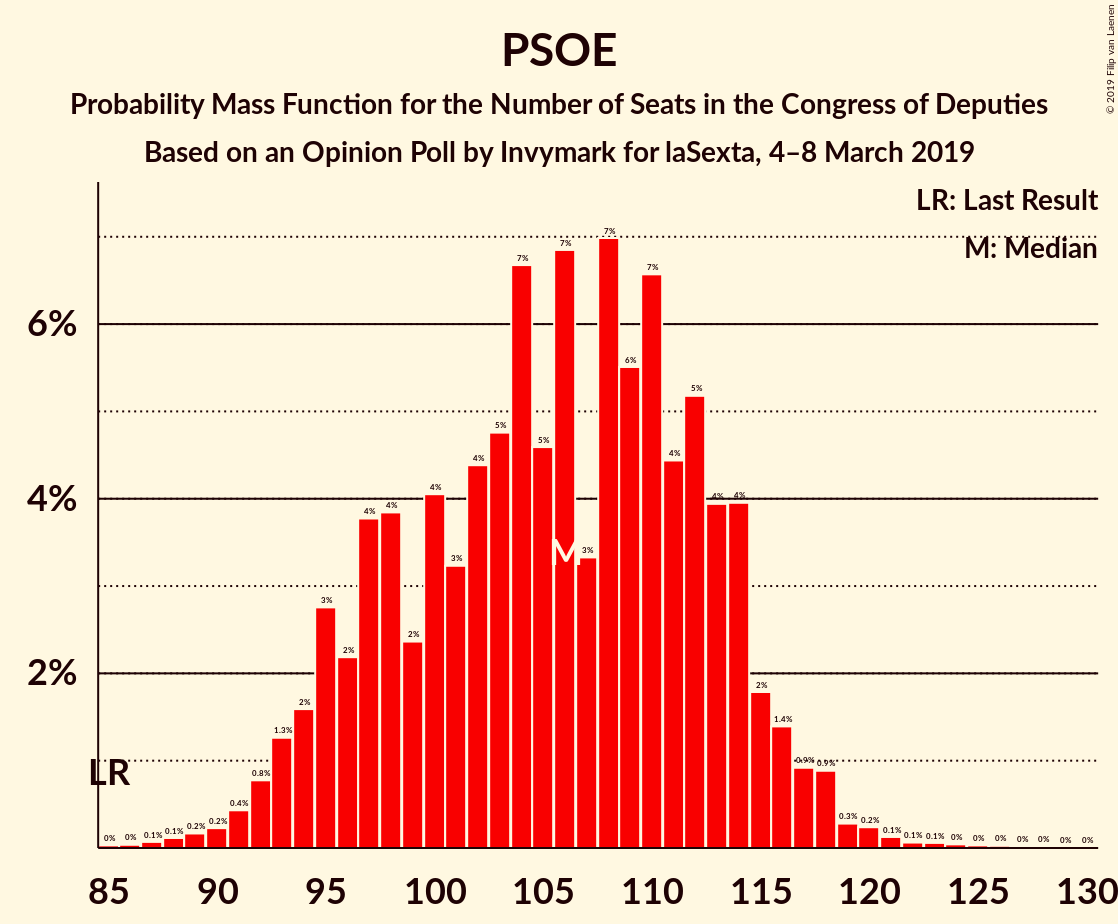 PSOE
Probability Mass Function for the Number of Seats in the Congress of Deputies
Based on an Opinion Poll by Invymark for laSexta, 4–8 March 2019
© 2019 Filip van Laenen
LR: Last Result
M: Median
6%
4%
2%
LR
M
0% 0% 0.1% 0.1% 0.2% 0.2% 0.4% 0.8% 1.3% 2% 3% 2% 4% 4% 2% 4% 3% 4% 5% 7% 5% 7% 3% 7% 6% 7% 4% 5% 4% 4% 2% 1.4% 0.9% 0.9% 0.3% 0.2% 0.1% 0.1% 0.1% 0% 0% 0% 0% 0% 0% 0%
85 90 95 100 105 110 115 120 125 130